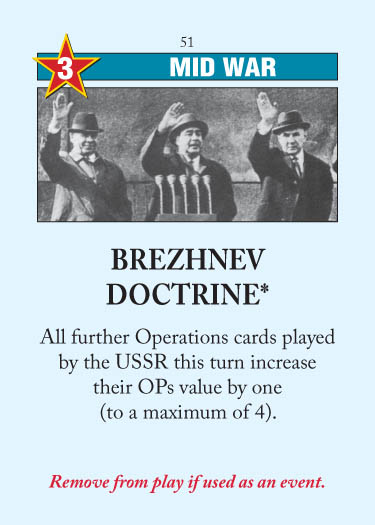 51
3 MID WAR
BREZHNEV
DOCTRINE*
All further Operations cards played
by the USSR this turn increase
their OPs value by one
(to a maximum of 4).
Remove from play if used as an event.